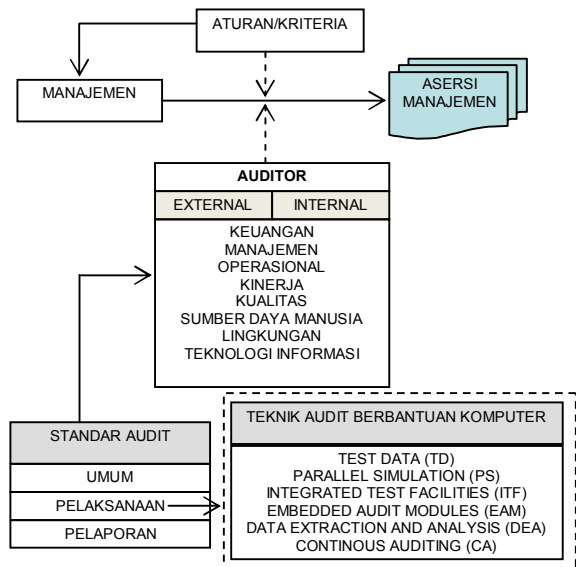 ATURAN/KRITERIA
MANAJEMEN
ASERSI
MANAJEMEN
AUDITOR
EXTERNAL
INTERNAL
KEUANGAN
MANAJEMEN
OPERASIONAL
KINERJA
KUALITAS
SUMBER DAYA MANUSIA
LINGKUNGAN
TEKNOLOGI INFORMASI
STANDAR AUDIT
UMUM
PELAKSANAAN
PELAPORAN
TEKNIK AUDIT BERBANTUAN KOMPUTER
TEST DATA (TD)
PARALLEL SIMULATION (PS)
INTEGRATED TEST FACILITIES (ITF)
EMBEDDED AUDIT MODULES (EAM)
DATA EXTRACTION AND ANALYSIS (DEA)
CONTINOUS AUDITING (CA)